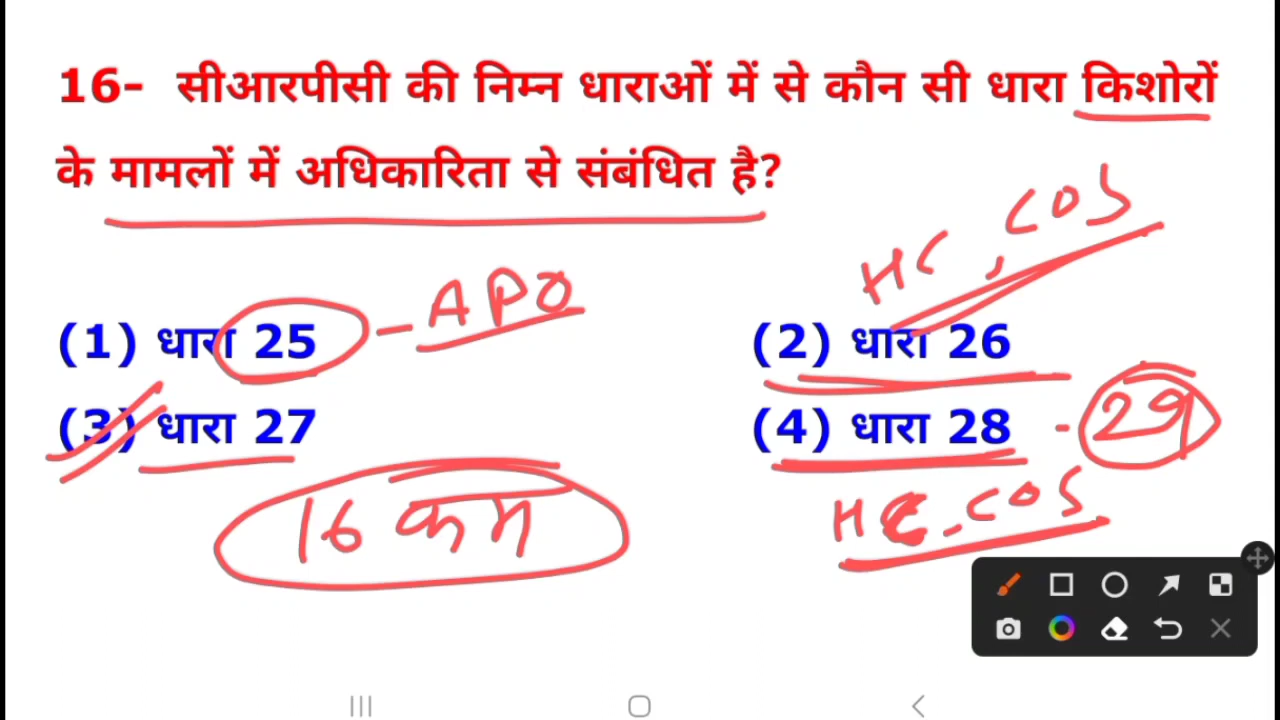 16- सीआरपीसी की निम्न धाराओं में से कौन सी धारा किशोरों
के मामलों में अधिकारिता से संबंधित है?
HC, COS
(1) धारा 25 - APO
(2) धारा 26
(3) धारा 27
(4) धारा 28 - 29
16 कम
HC, COS